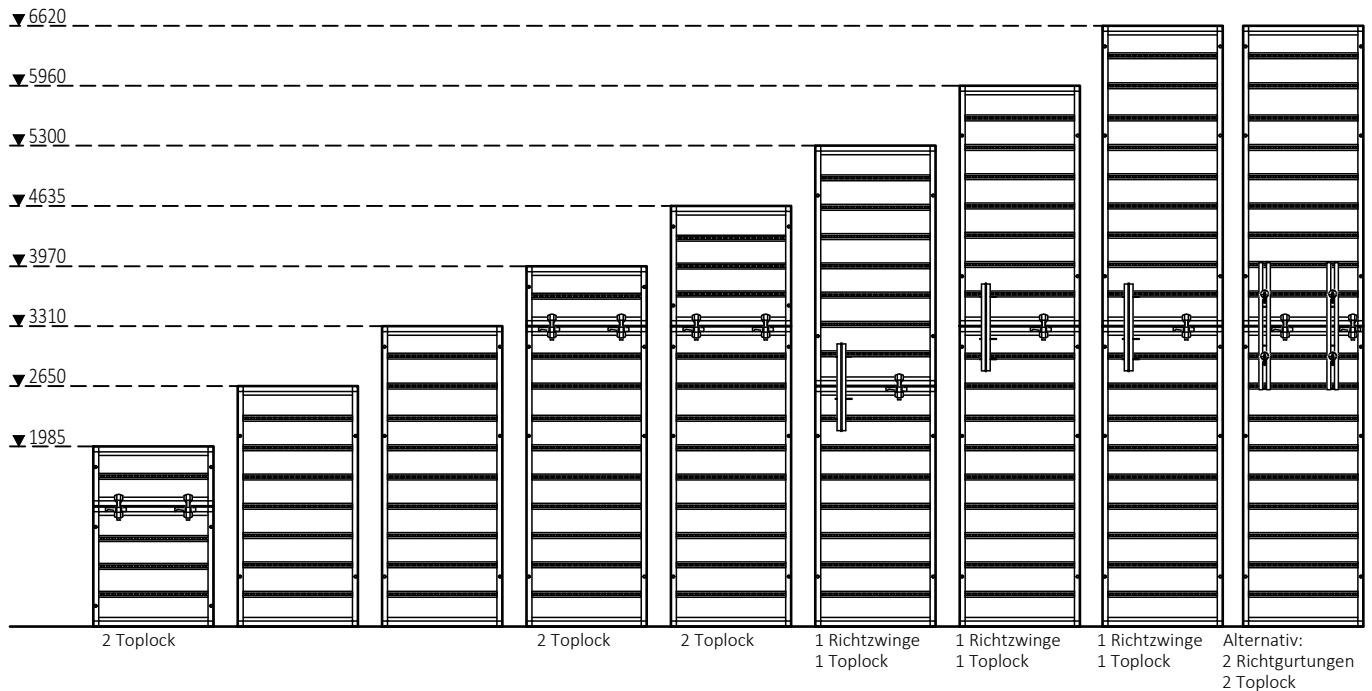 6620
5960
5300
4635
3970
3310
2650
1985
2 Toplock
2 Toplock
2 Toplock
1 Richtzwinge
1 Toplock
1 Richtzwinge
1 Toplock
1 Richtzwinge
1 Toplock
Alternativ:
2 Richtgurtungen
2 Toplock